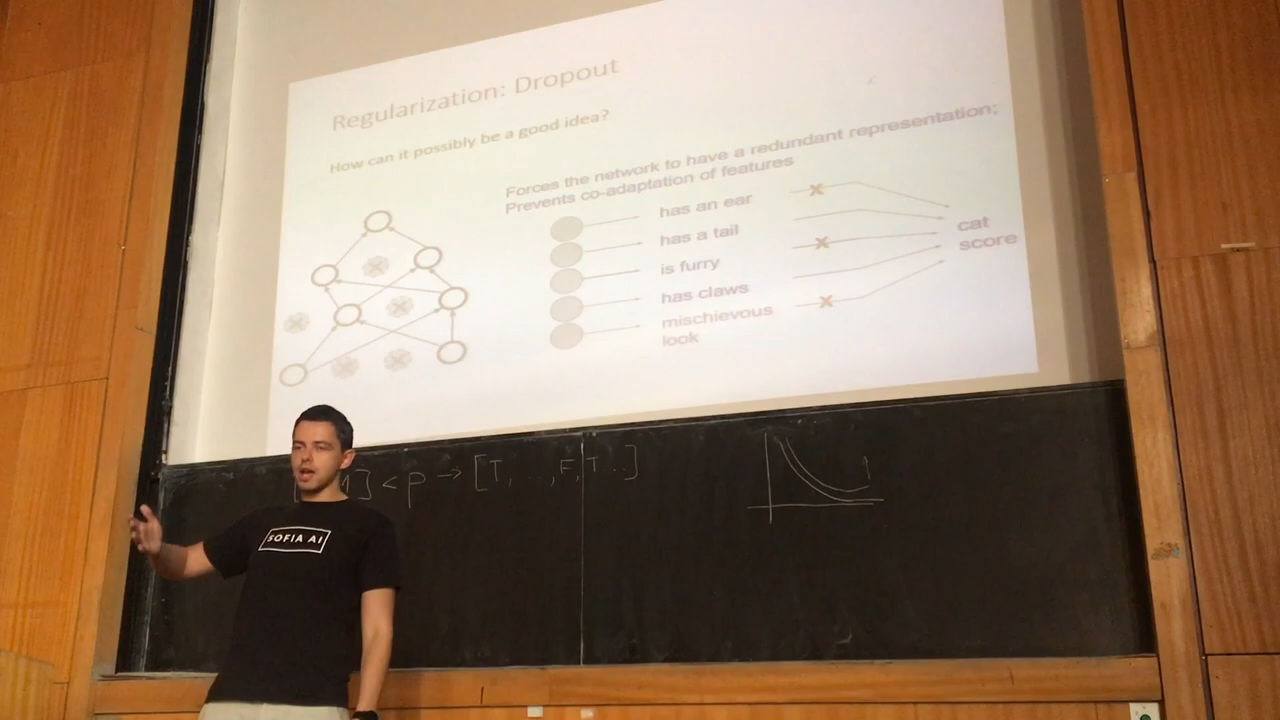 Regularization: Dropout
How can it possibly be a good idea?
Forces the network to have a redundant representation;
Prevents co-adaptation of features
has an ear
has a tail
is furry
has claws
mischievous
look
cat
score
] < p → [T, ..., F, T ..]
SOFIA AI